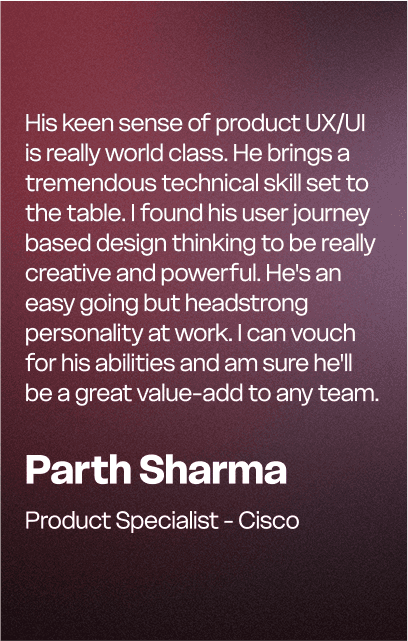 His keen sense of product UX/UI
is really world class. He brings a
tremendous technical skill set to
the table. I found his user journey
based design thinking to be really
creative and powerful. He's an
easy going but headstrong
personality at work. I can vouch
for his abilities and am sure he'll
be a great value-add to any team.
Parth Sharma
Product Specialist - Cisco